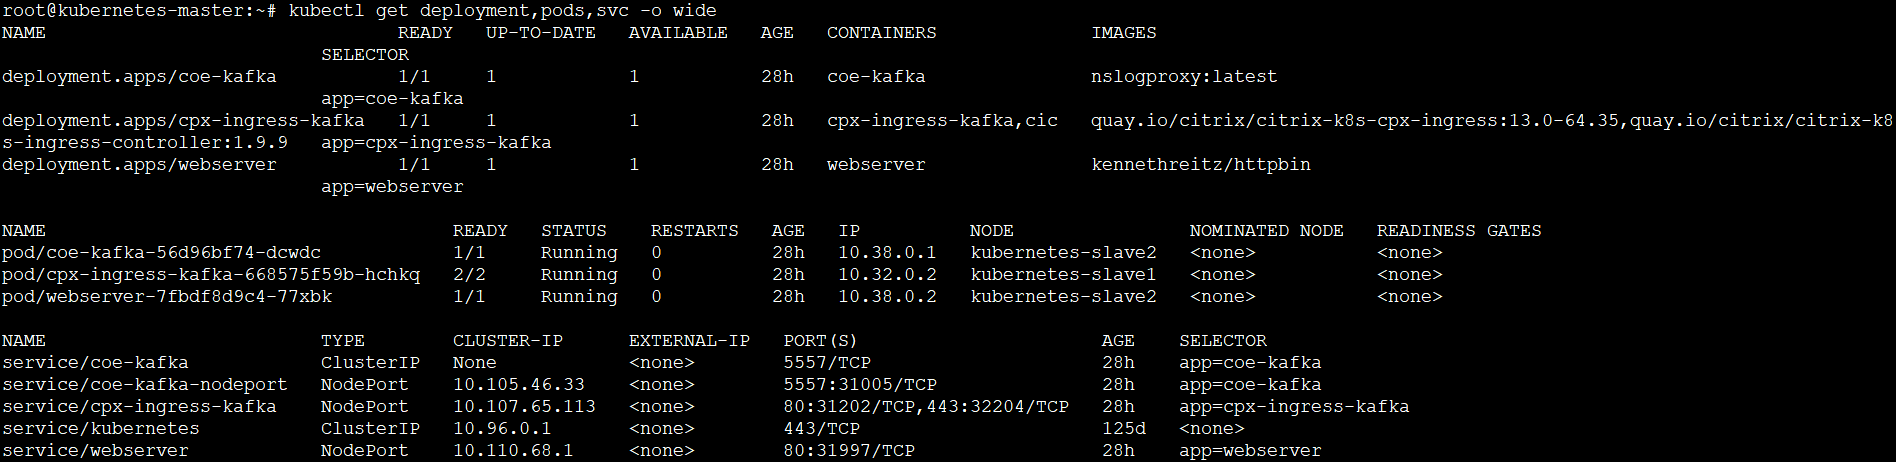 root@kubernetes-master:~# kubectl get deployment,pods,svc -o wide
NAME                                READY   UP-TO-DATE   AVAILABLE   AGE   CONTAINERS              IMAGES
                             SELECTOR
deployment.apps/coe-kafka           1/1     1            1           28h   coe-kafka               nslogproxy:latest
                             app=coe-kafka
deployment.apps/cpx-ingress-kafka   1/1     1            1           28h   cpx-ingress-kafka,cic   quay.io/citrix/citrix-k8s-cpx-ingress:13.0-64.35,quay.io/citrix/citrix-k8
s-ingress-controller:1.9.9   app=cpx-ingress-kafka
deployment.apps/webserver           1/1     1            1           28h   webserver               kennethreitz/httpbin
                             app=webserver
NAME                                     READY   STATUS    RESTARTS   AGE   IP          NODE                NOMINATED NODE   READINESS GATES
pod/coe-kafka-56d96bf74-dcwdc            1/1     Running   0          28h   10.38.0.1   kubernetes-slave2   <none>           <none>
pod/cpx-ingress-kafka-668575f59b-hchkq   2/2     Running   0          28h   10.32.0.2   kubernetes-slave1   <none>           <none>
pod/webserver-7fbdf8d9c4-77xbk           1/1     Running   0          28h   10.38.0.2   kubernetes-slave2   <none>           <none>
NAME                         TYPE        CLUSTER-IP      EXTERNAL-IP   PORT(S)                      AGE    SELECTOR
service/coe-kafka            ClusterIP   None            <none>        5557/TCP                     28h    app=coe-kafka
service/coe-kafka-nodeport   NodePort    10.105.46.33    <none>        5557:31005/TCP               28h    app=coe-kafka
service/cpx-ingress-kafka    NodePort    10.107.65.113   <none>        80:31202/TCP,443:32204/TCP   28h    app=cpx-ingress-kafka
service/kubernetes           ClusterIP   10.96.0.1       <none>        443/TCP                      125d   <none>
service/webserver            NodePort    10.110.68.1     <none>        80:31997/TCP                 28h    app=webserver